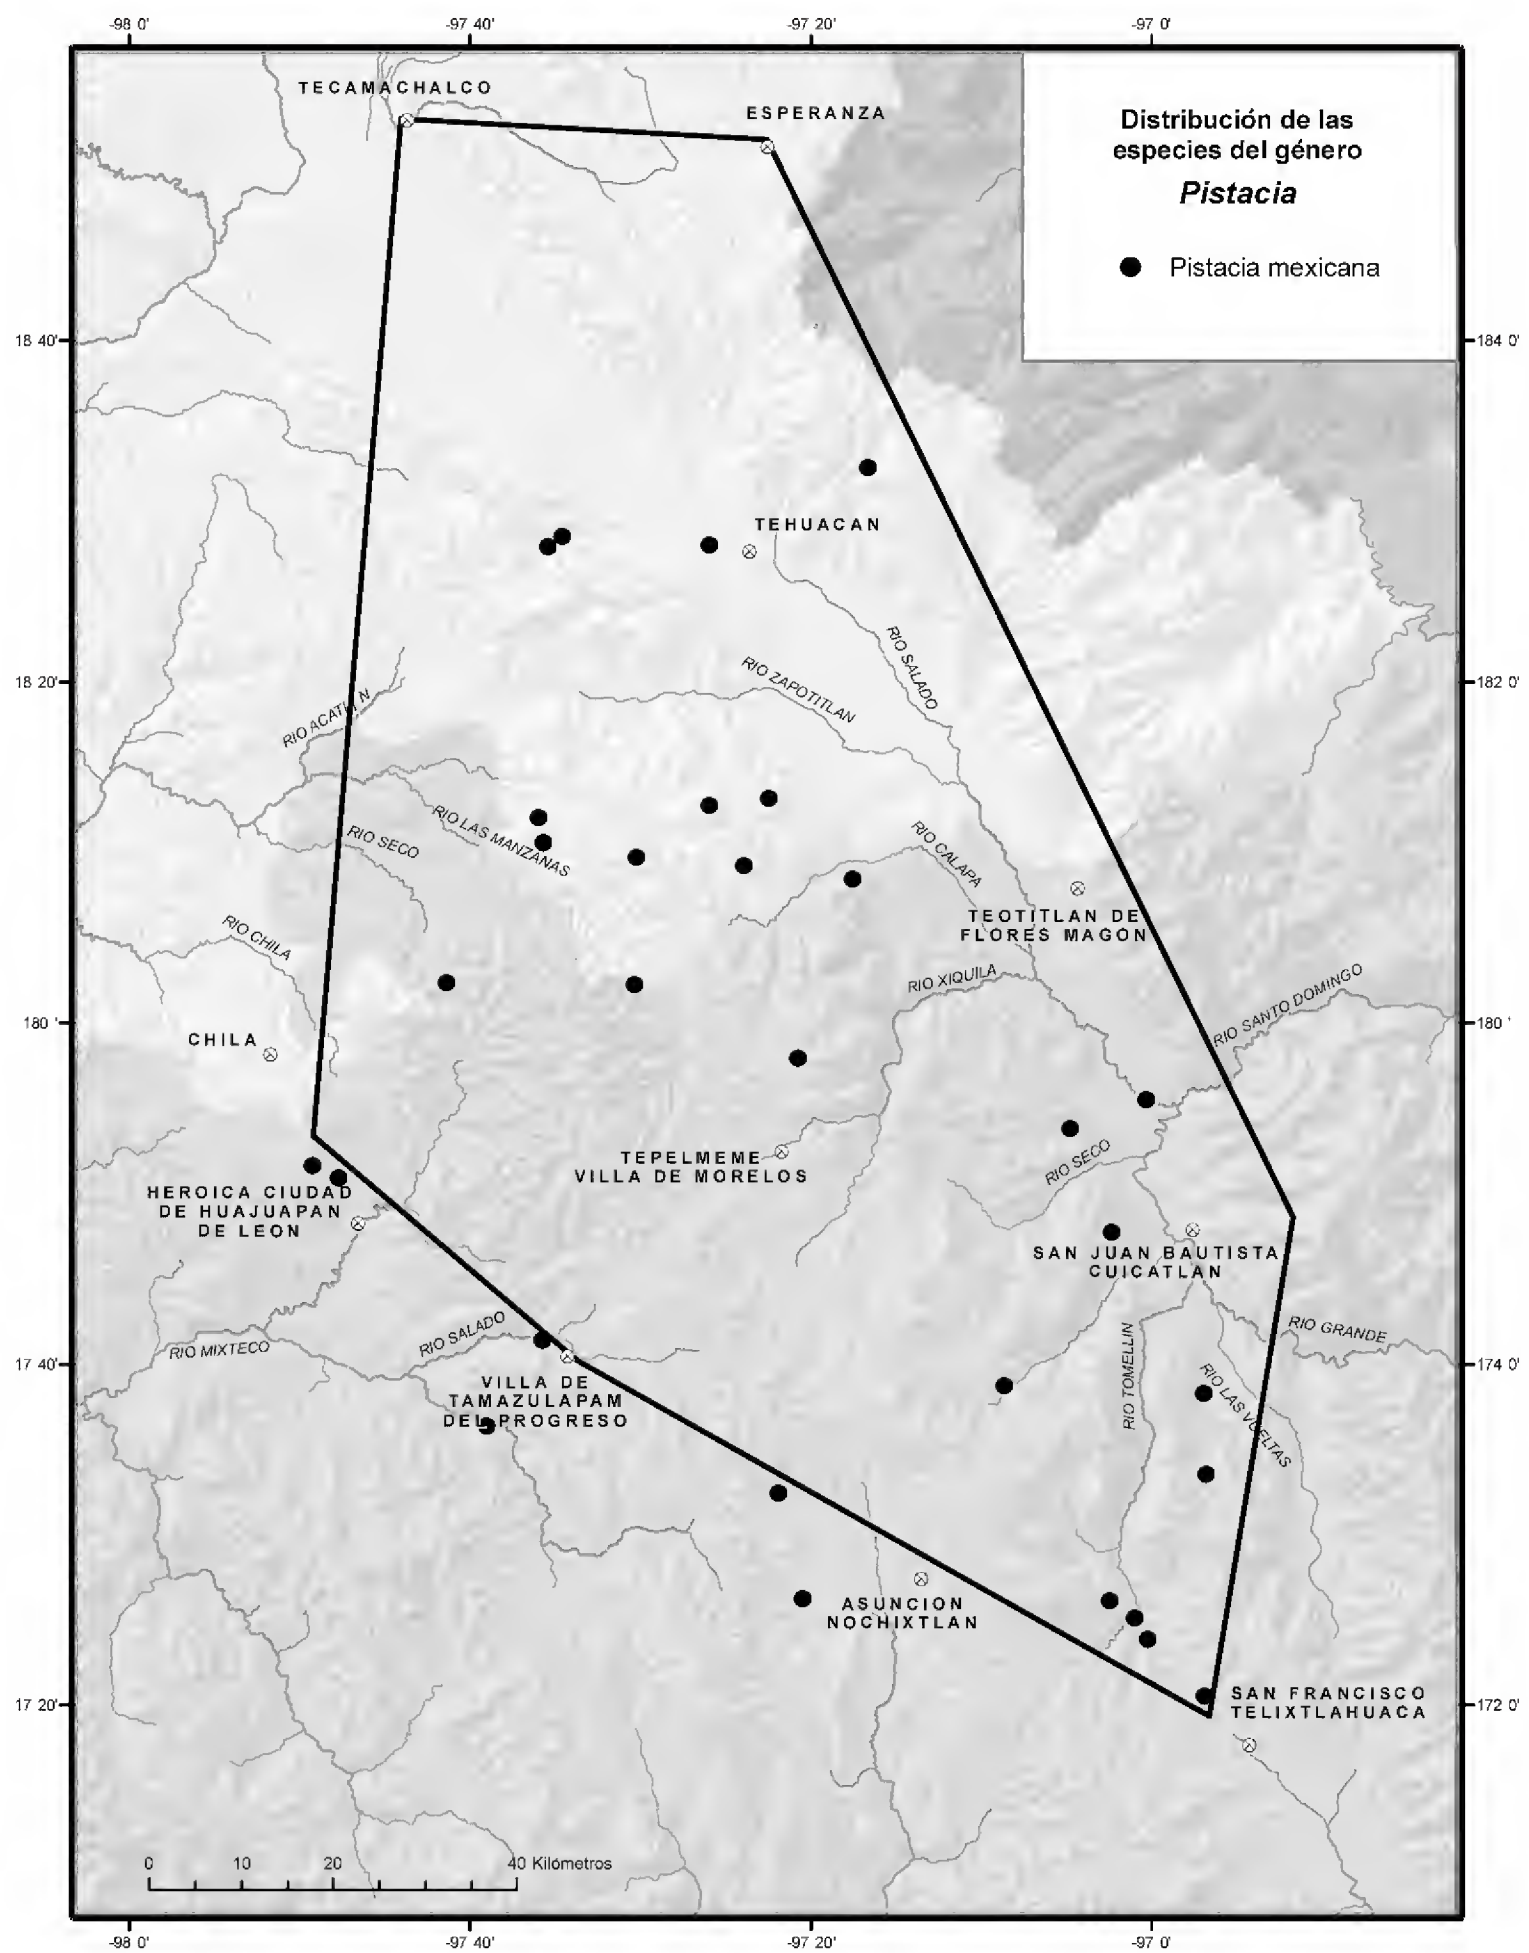 -98 0'
-97 40'
-97 20'
-97 0'
TECAMACHALCO
ESPERANZA
Distribución de las
especies del género
Pistacia
Pistacia mexicana
18 40'
184 0'
TEHUACAN
RIO SALADO
RIO ZAPOTITLAN
18 20'
182 0'
RIO SECO
RIO LAS MANZANAS
RIO CALAPA
TEOTITLAN DE
FLORES MAGON
RIO CHILA
RIO XIQUILA
RIO SANTO DOMINGO
180 '
180 '
CHILA
TEPELMEME
VILLA DE MORELOS
RIO SECO
HEROICA CIUDAD
DE HUAJUAPAN
DE LEON
SAN JUAN BAUTISTA
CUICATLAN
RIO GRANDE
RIO SALADO
RIO MIXTECO
17 40'
174 0'
VILLA DE
TAMAZULAPAM
DEL PROGRESO
RIO TOMELLIN
RIO LAS VUELTAS
ASUNCION
NOCHIXTLAN
17 20'
172 0'
SAN FRANCISCO
TELIXTLAHUACA
0 10 20 40 Kilómetros
-98 0'
-97 40'
-97 20'
-97 0'